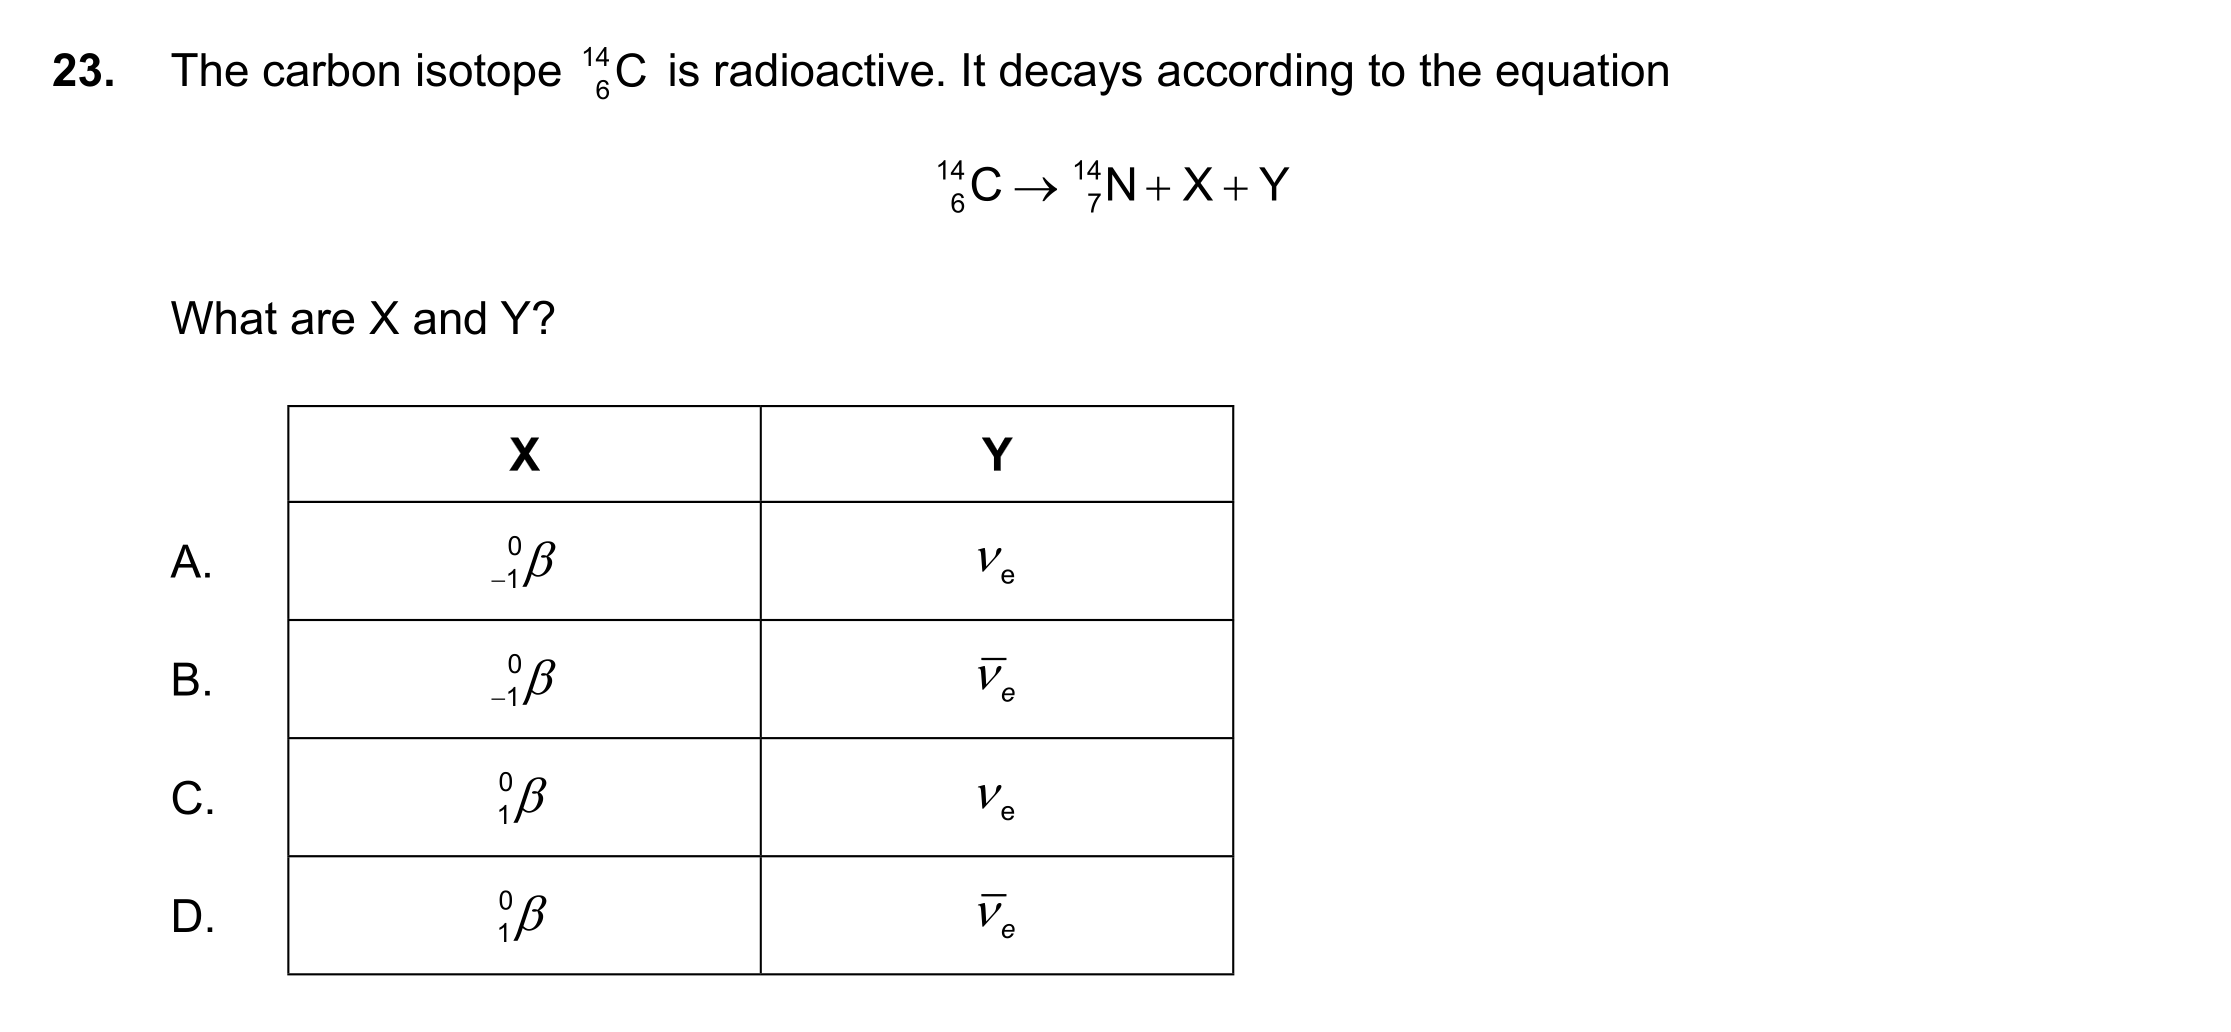 23. The carbon isotope ¹⁴₆C is radioactive. It decays according to the equation
¹⁴₆C → ¹⁴₇N + X + Y
What are X and Y?
X Y
A. ⁰₋₁β νₑ
B. ⁰₋₁β ν̅ₑ
C. ⁰₁β νₑ
D. ⁰₁β ν̅ₑ